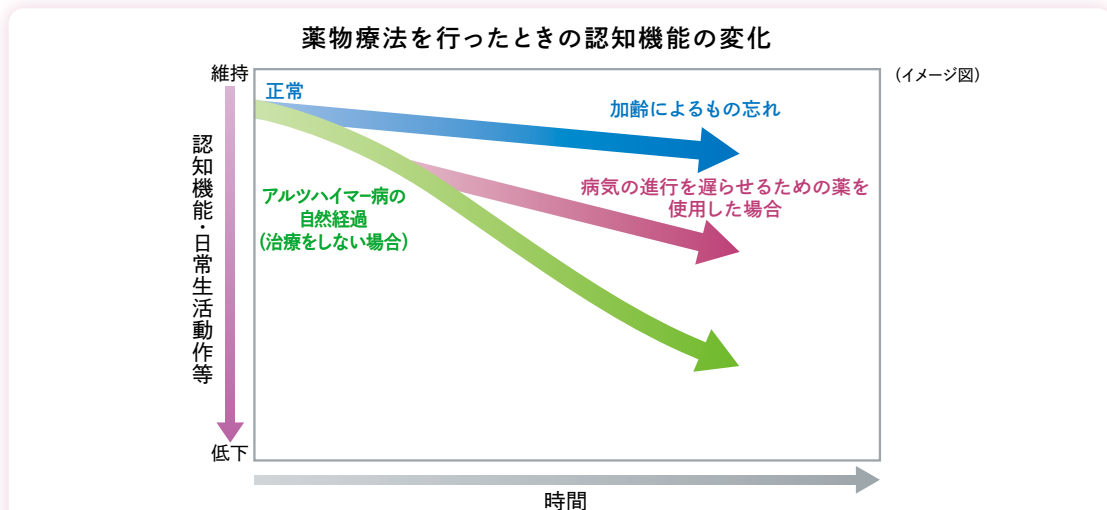 薬物療法を行ったときの認知機能の変化
維持
(イメージ図)
正常
加齢によるもの忘れ
認知機能・日常生活動作等
病気の進行を遅らせるための薬を
使用した場合
アルツハイマー病の
自然経過
(治療をしない場合)
低下
時間